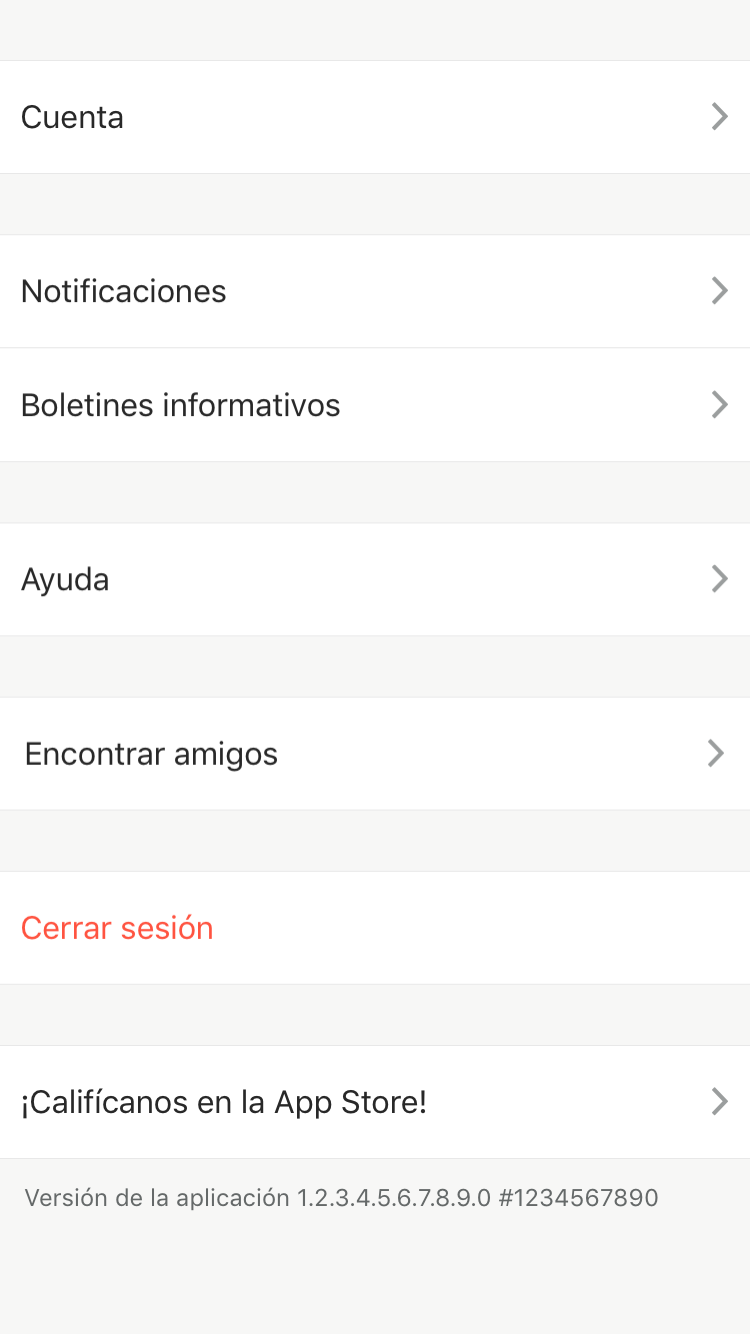 Cuenta
Notificaciones
Boletines informativos
Ayuda
Encontrar amigos
Cerrar sesión
¡Califícanos en la App Store!
Versión de la aplicación 1.2.3.4.5.6.7.8.9.0 #1234567890